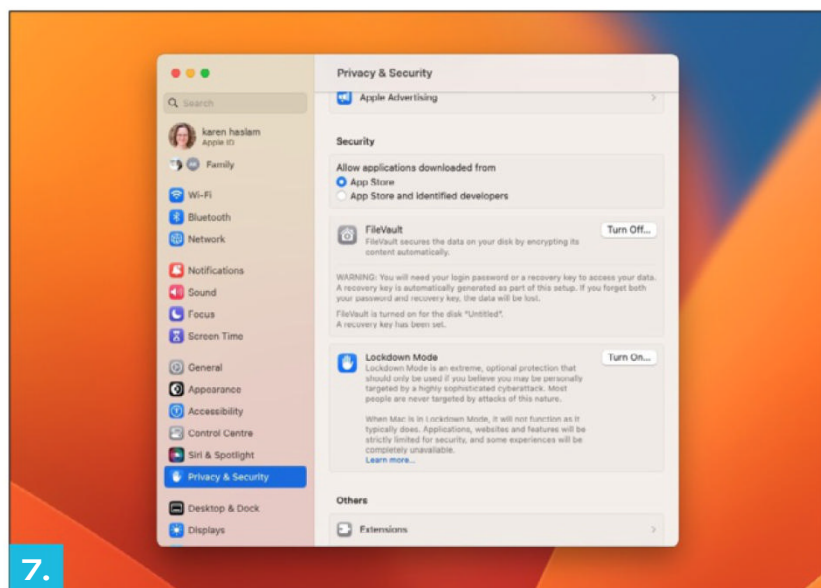 Privacy & Security
Search
karen haslam
Apple ID
Family
Wi-Fi
Bluetooth
Network
Notifications
Sound
Focus
Screen Time
General
Appearance
Accessibility
Control Centre
Siri & Spotlight
Privacy & Security
Desktop & Dock
Displays
Apple Advertising
Security
Allow applications downloaded from
App Store
App Store and identified developers
FileVault
Turn Off...
FileVault secures the data on your disk by encrypting its
content automatically.
WARNING: You will need your login password or a recovery key to access your data.
A recovery key is automatically generated as part of this setup. If you forget both
your password and recovery key, the data will be lost.
FileVault is turned on for the disk "Untitled".
A recovery key has been set.
Lockdown Mode
Turn On...
Lockdown Mode is an extreme, optional protection that
should only be used if you believe you may be personally
targeted by a highly sophisticated cyberattack. Most
people are never targeted by attacks of this nature.
When Mac is in Lockdown Mode, it will not function as it
typically does. Applications, websites and features will be
strictly limited for security, and some experiences will be
completely unavailable.
Learn more...
Others
Extensions
7.